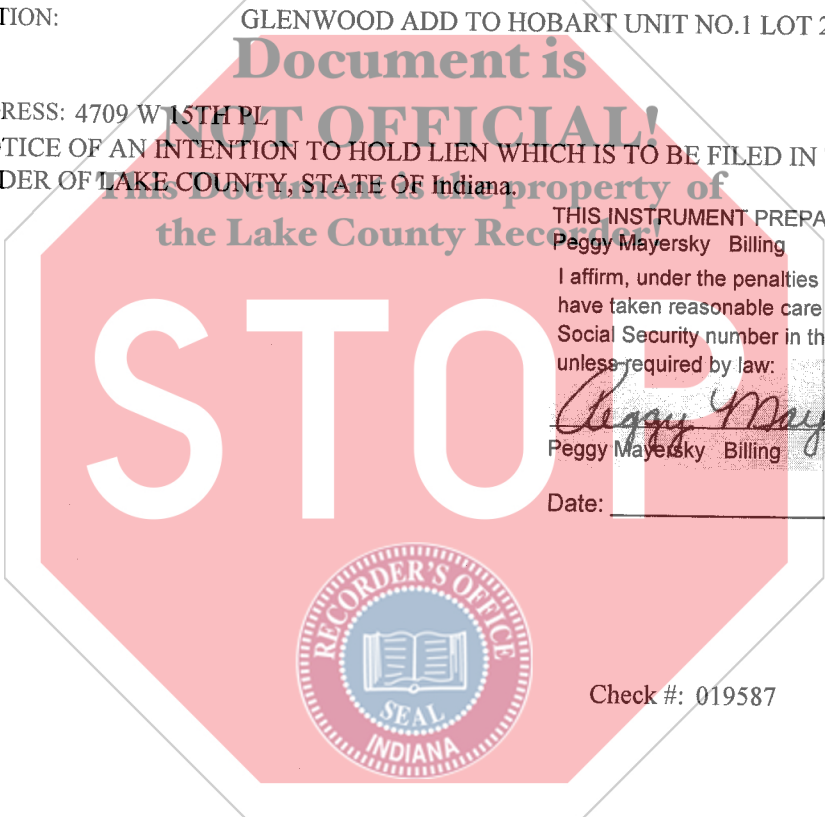 TION: GLENWOOD ADD TO HOBART UNIT NO.1 LOT 2
Document is
RESS: 4709 W 15TH PL
NOT OFFICIAL!
TICE OF AN INTENTION TO HOLD LIEN WHICH IS TO BE FILED IN
DER OF LAKE COUNTY, STATE OF Indiana.
This Document is the property of
the Lake County Recorder!
THIS INSTRUMENT PREPA
Peggy Mayersky Billing
I affirm, under the penalties
have taken reasonable care
Social Security number in th
unless required by law:
Peggy May
Peggy Mayersky Billing
Date:
STOP
RECORDER'S OFFICE
SEAL
INDIANA
Check #: 019587